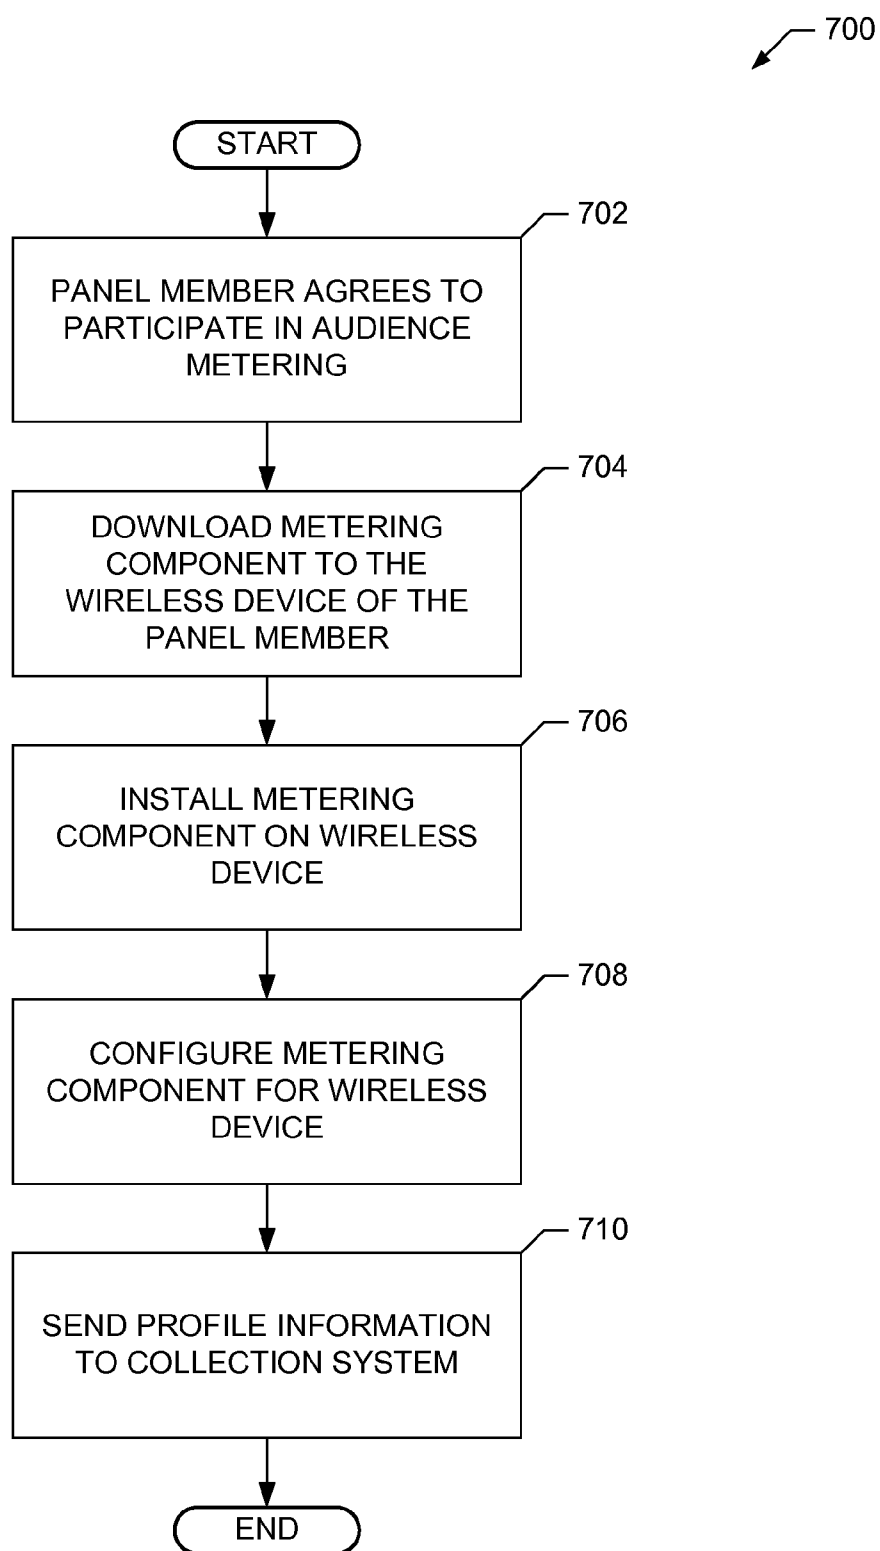 700
START
702
PANEL MEMBER AGREES TO
PARTICIPATE IN AUDIENCE
METERING
704
DOWNLOAD METERING
COMPONENT TO THE
WIRELESS DEVICE OF THE
PANEL MEMBER
706
INSTALL METERING
COMPONENT ON WIRELESS
DEVICE
708
CONFIGURE METERING
COMPONENT FOR WIRELESS
DEVICE
710
SEND PROFILE INFORMATION
TO COLLECTION SYSTEM
END